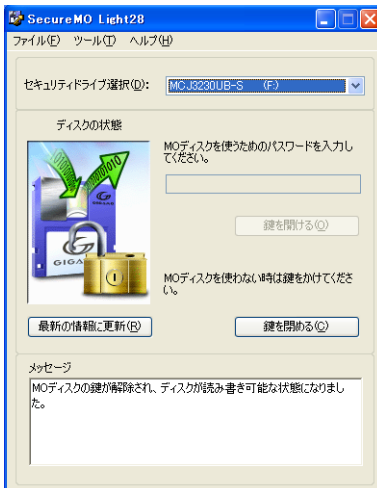 SecureMO Light28
ファイル(F) ツール(T) ヘルプ(H)
セキュリティドライブ選択(D): MCJ3230UB-S (F:)
ディスクの状態
MOディスクを使うためのパスワードを入力し
てください。
鍵を開ける(O)
GIGAMO
MOディスクを使わない時は鍵をかけてくださ
い。
最新の情報に更新(R) 鍵を閉める(C)
メッセージ
MOディスクの鍵が解除され、ディスクが読み書き可能な状態になりまし
た。